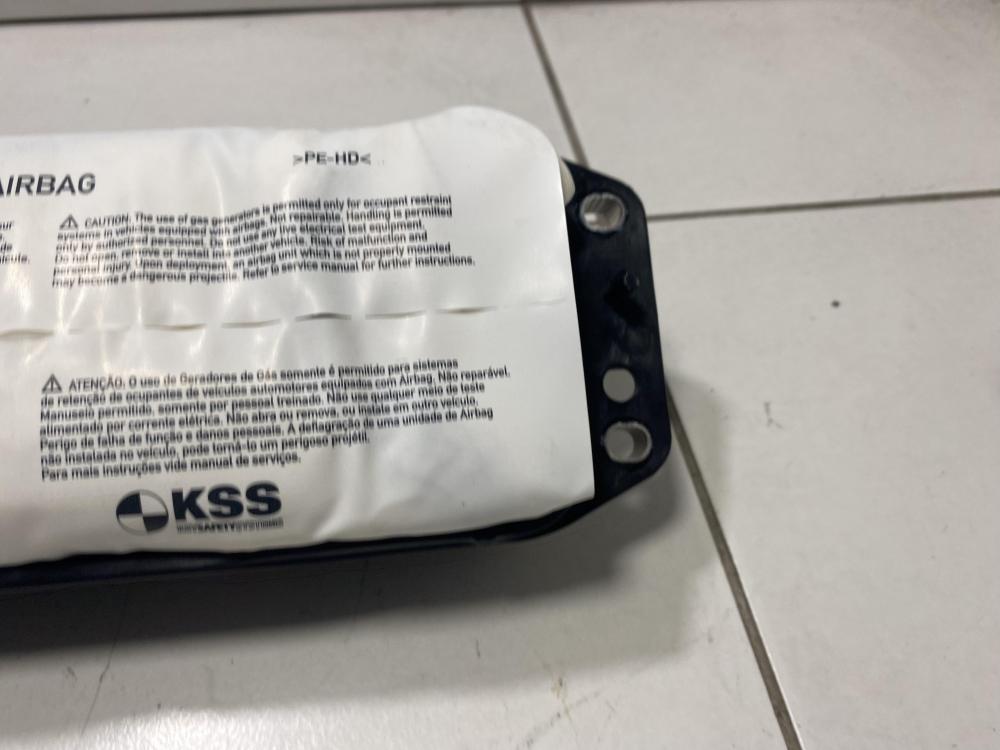 AIRBAG
>PE-HD<
⚠ CAUTION: The use of gas generators is permitted only for occupant restraint
systems in vehicles equipped airbags. Not repairable. Handing is permitted
only by authorised personnel. Do not use any live electrical test equipment.
Do not open, remove or install into another vehicle. Risk of malfunction and
personal injury. Upon deployment, an airbag unit which is not properly mounted
may become a dangerous projectile. Refer to service manual for further instructions.
⚠ ATENÇÃO: O uso de Geradores de Gás somente é permitido para sistemas
de retenção de ocupantes de veículos automotores equipados com Airbag. Não reparável.
Manuseio permitido, somente por pessoal treinado. Não use qualquer meio de teste
alimentado por corrente elétrica. Não abra ou remova, ou instale em outro veículo.
Perigo de falha de função e danos pessoais. A deflagração de uma unidade de Airbag
não instalada no veículo, pode torná-lo um perigoso projétil.
Para mais instruções vide manual de serviços.
KSS
SAFETY